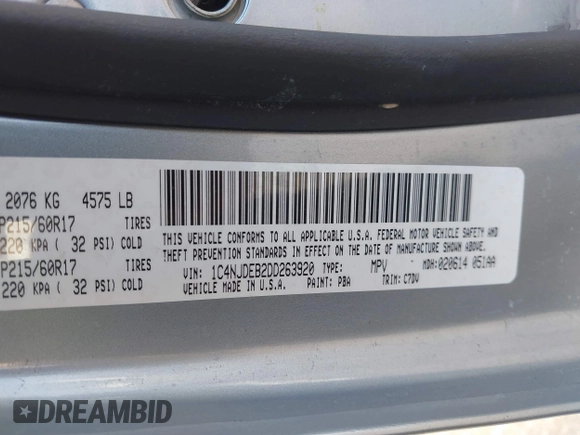 2076 KG 4575 LB
P215/60R17 TIRES
220 KPA ( 32 PSI) COLD
P215/60R17 TIRES
220 KPA ( 32 PSI) COLD
THIS VEHICLE CONFORMS TO ALL APPLICABLE U.S.A. FEDERAL MOTOR VEHICLE SAFETY AND
THEFT PREVENTION STANDARDS IN EFFECT ON THE DATE OF MANUFACTURE SHOWN ABOVE.
VIN: 1C4NJDEB2DD263920 TYPE: MPV MDH: 020614 051AA
VEHICLE MADE IN U.S.A. PAINT: PBA TRIM: C7DV
DREAMBID